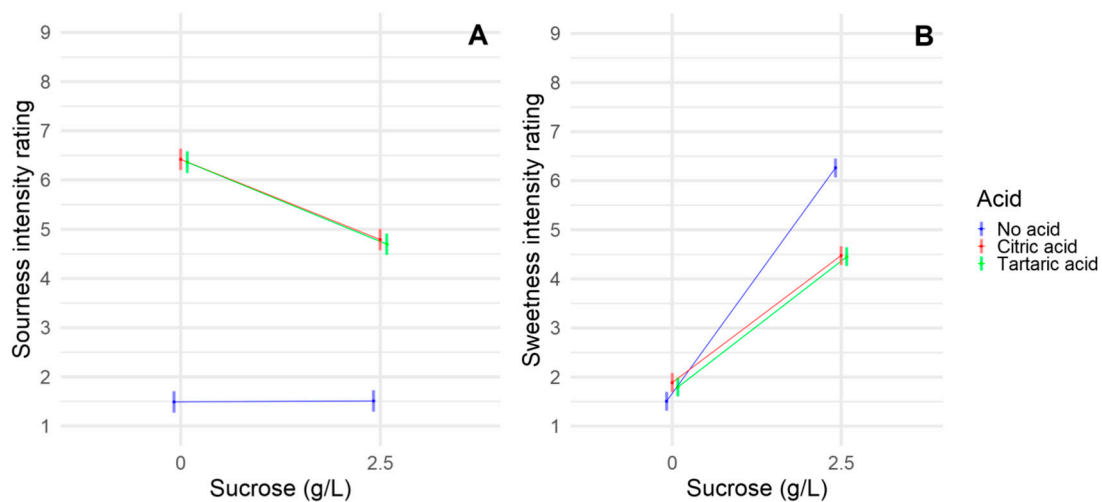 A
Sourness intensity rating
9
8
7
6
5
4
3
2
1
0
2.5
Sucrose (g/L)
B
Sweetness intensity rating
9
8
7
6
5
4
3
2
1
0
2.5
Sucrose (g/L)
Acid
No acid
Citric acid
Tartaric acid